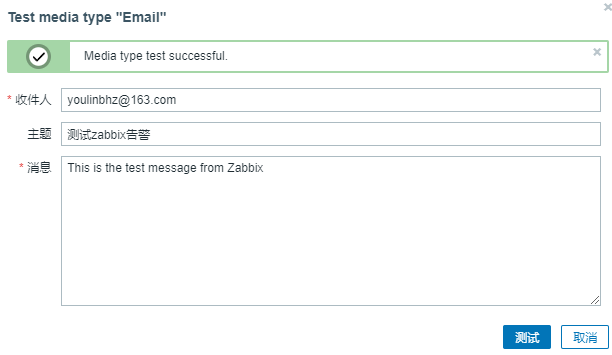 Test media type "Email"
Media type test successful.
* 收件人 youlinbhz@163.com
主题 测试zabbix告警
* 消息 This is the test message from Zabbix
测试 取消